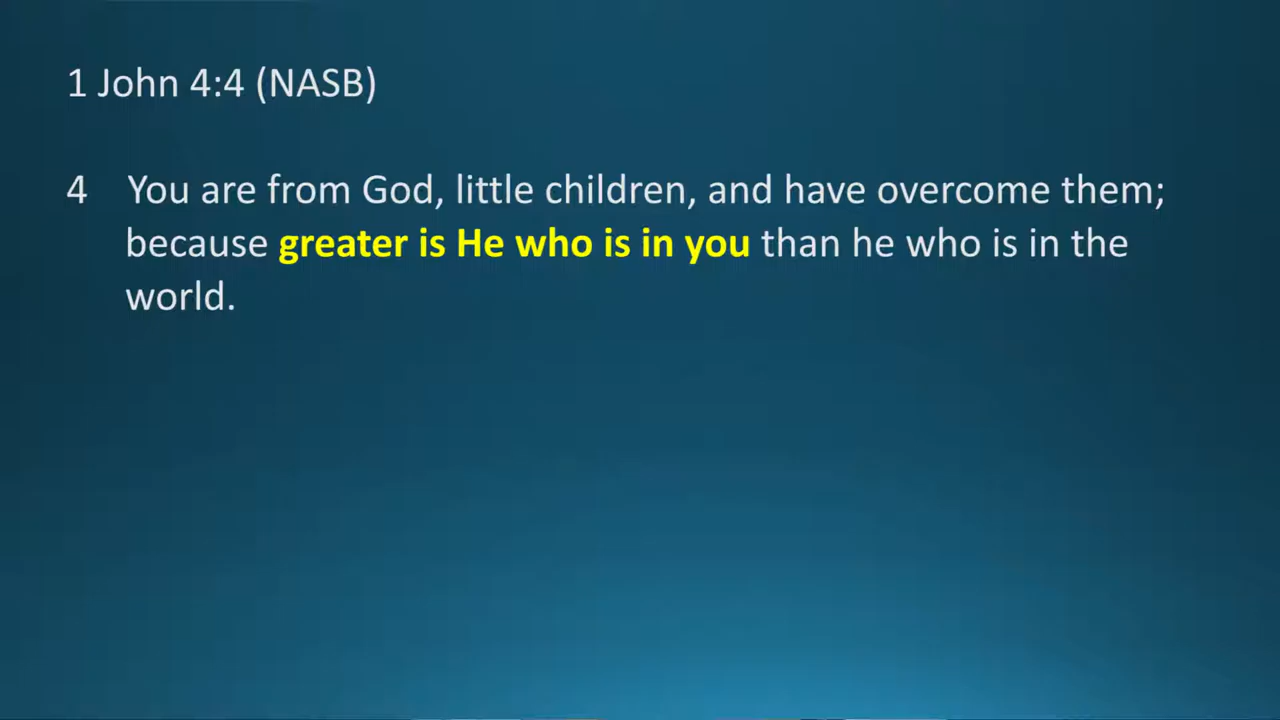 1 John 4:4 (NASB)
4 You are from God, little children, and have overcome them;
because greater is He who is in you than he who is in the
world.